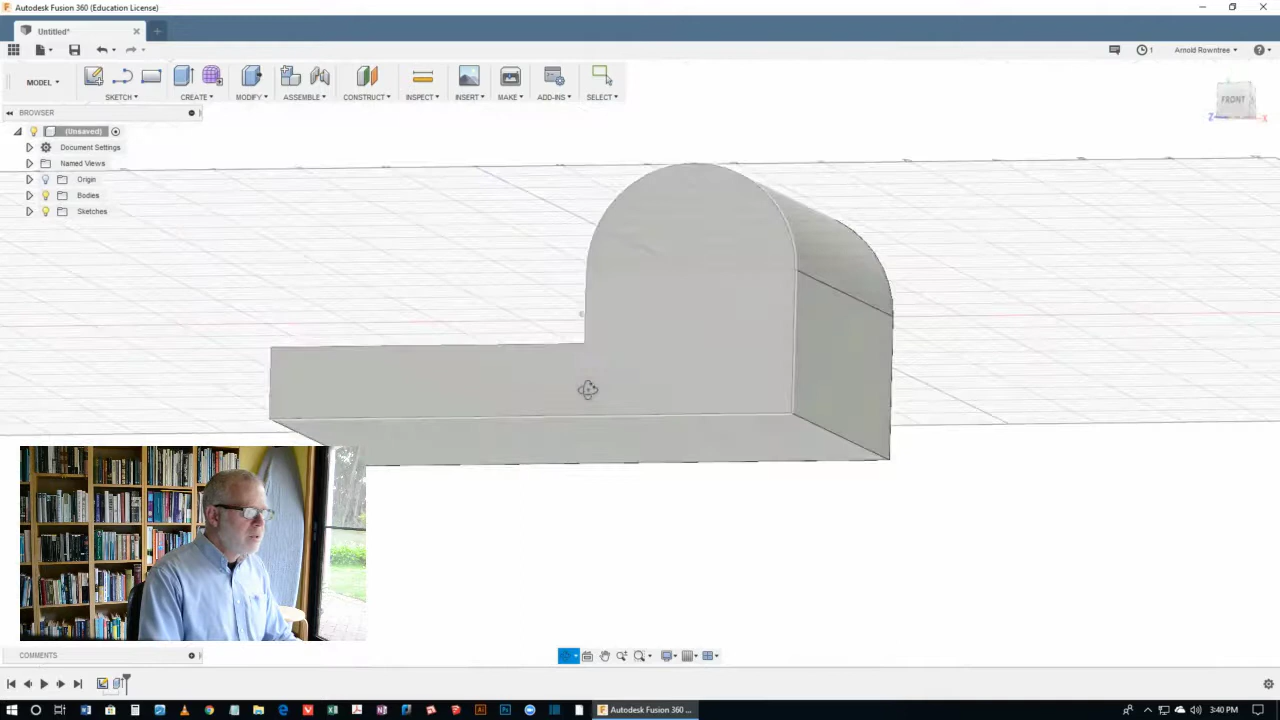 Autodesk Fusion 360 (Education License)
Untitled*
1
Arnold Rowntree
MODEL
SKETCH
CREATE
MODIFY
ASSEMBLE
CONSTRUCT
INSPECT
INSERT
MAKE
ADD-INS
SELECT
BROWSER
FRONT
Z
X
(Unsaved)
Document Settings
Named Views
Origin
Bodies
Sketches
COMMENTS
Autodesk Fusion 360 ...
3:40 PM